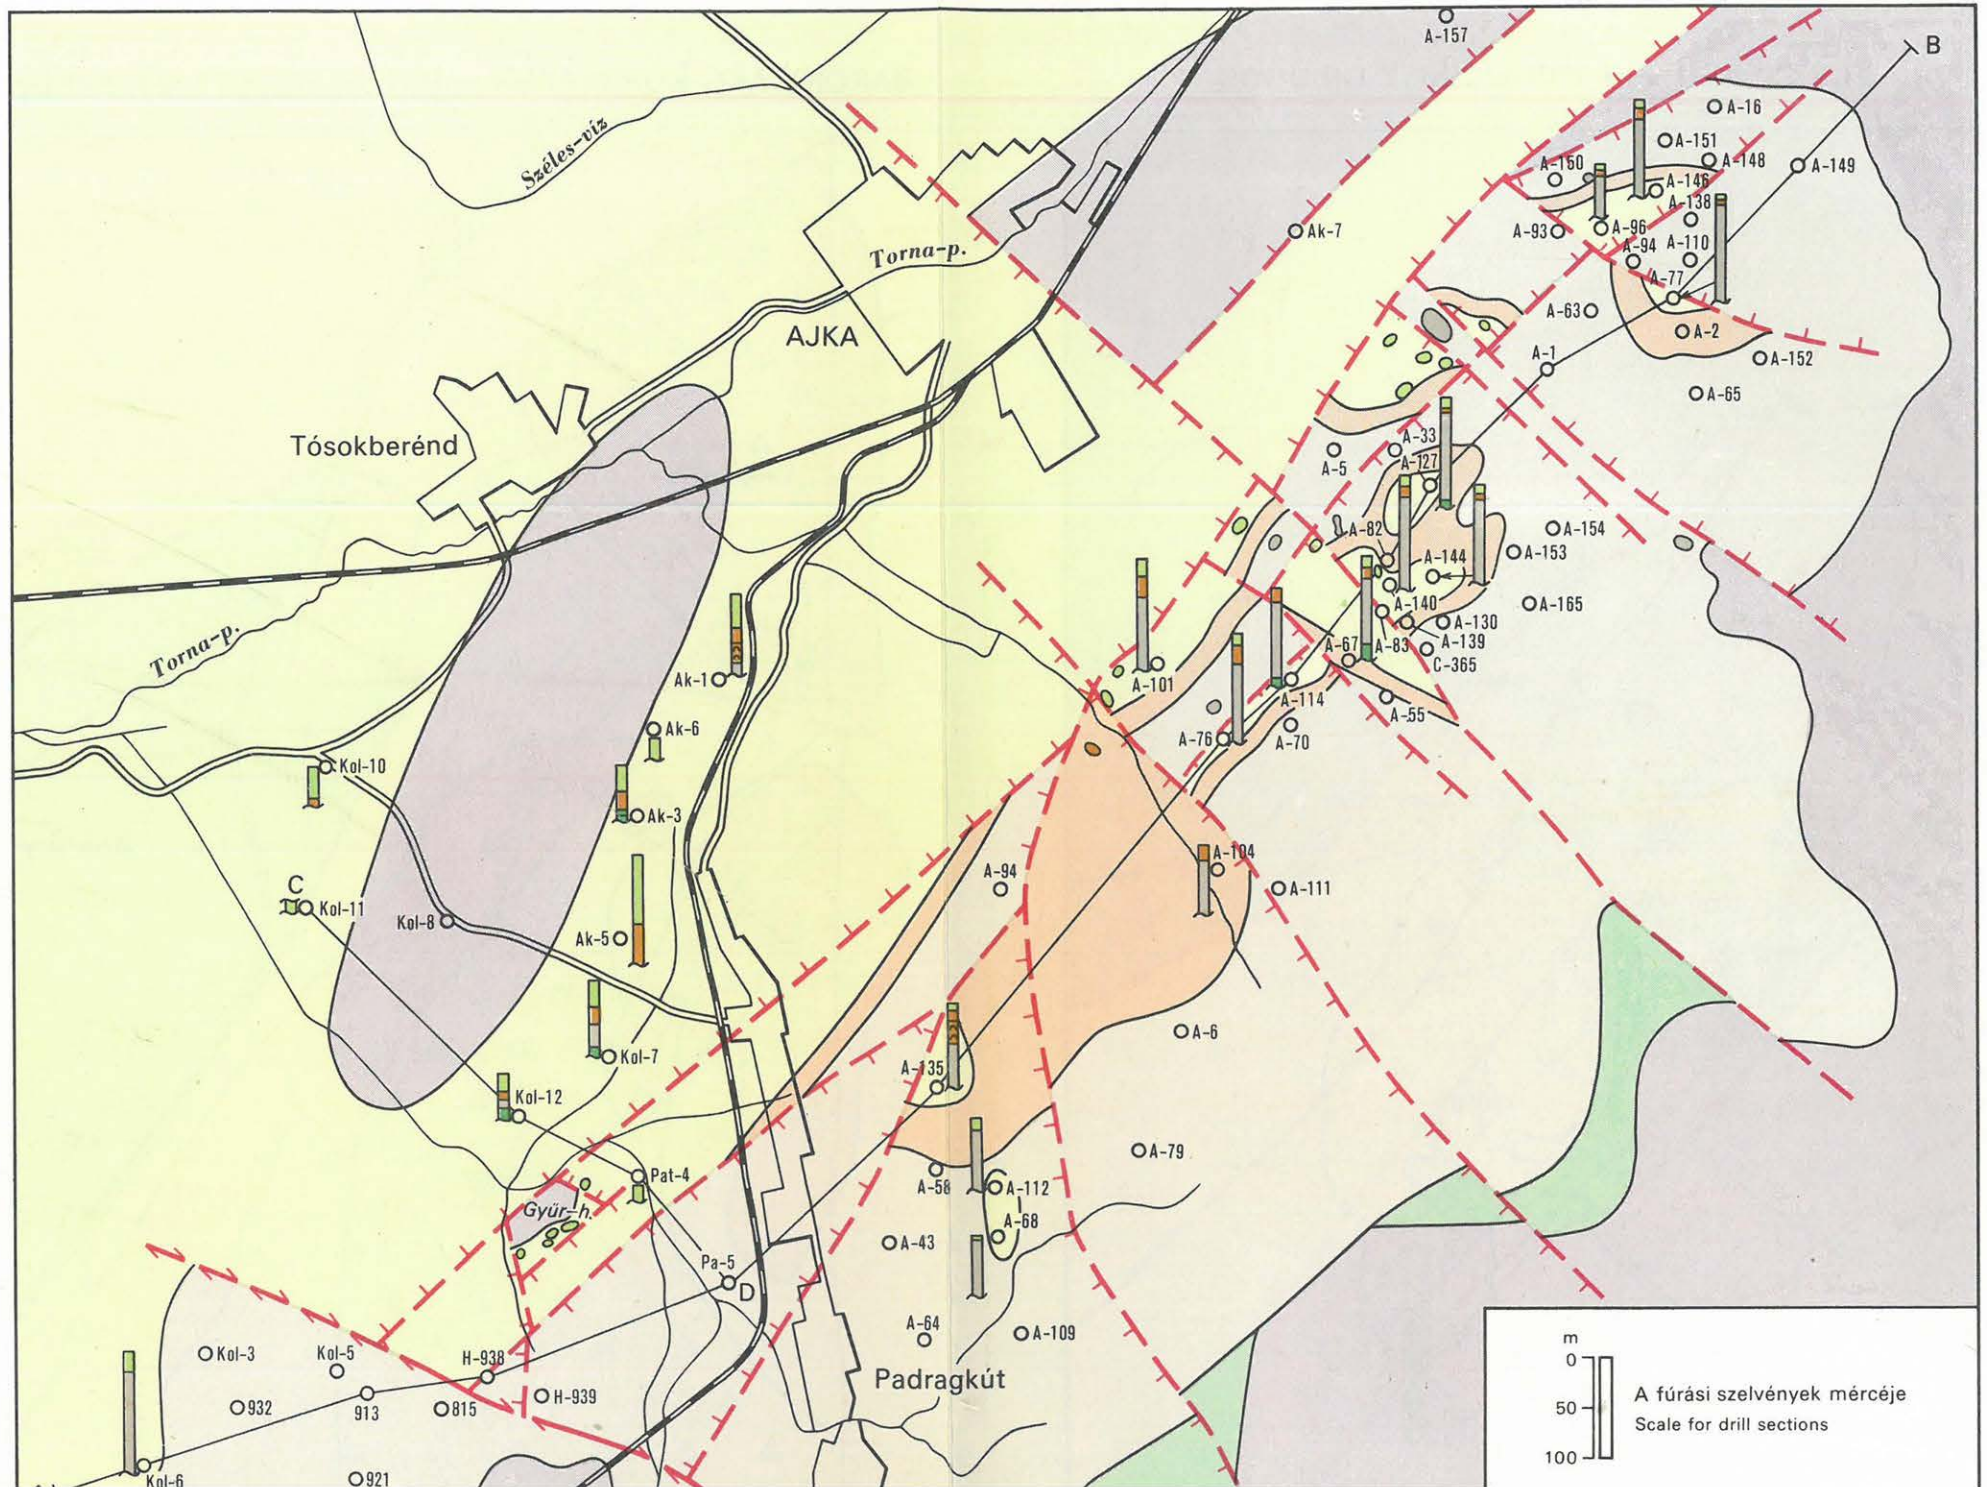 A-157
B
A-16
Széles-víz
A-151
A-150
A-148
A-149
A-146
A-138
Ak-7
A-93
A-96
Torna-p.
A-94
A-110
A-77
A-63
A-2
AJKA
A-1
A-152
A-65
Tósokberénd
A-33
A-5
A-127
A-82
A-154
A-153
A-144
A-140
A-165
A-130
Torna-p.
A-139
A-67
A-83
C-365
Ak-1
A-101
A-114
A-55
Ak-6
A-76
A-70
Kol-10
Ak-3
A-104
A-94
A-111
C
Kol-11
Kol-8
Ak-5
A-6
Kol-7
A-135
Kol-12
A-79
Pat-4
A-58
A-112
Gyür-h.
A-68
A-43
Pa-5
D
A-64
A-109
Kol-3
Kol-5
H-938
Padragkút
H-939
932
913
815
Kol-6
921
m
0
50
100
A fúrási szelvények mércéje
Scale for drill sections